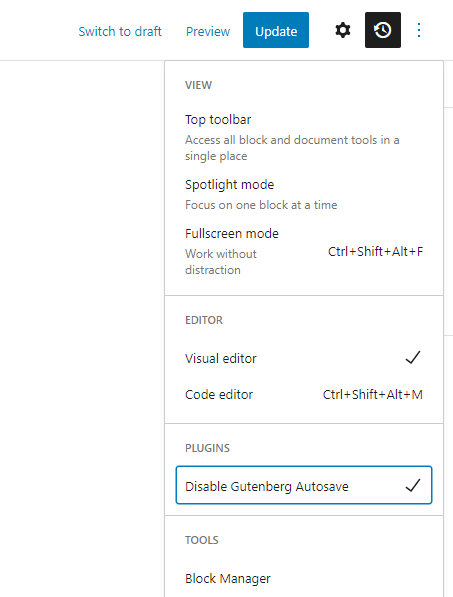 Switch to draft Preview Update
VIEW
Top toolbar
Access all block and document tools in a
single place
Spotlight mode
Focus on one block at a time
Fullscreen mode
Work without
distraction
Ctrl+Shift+Alt+F
EDITOR
Visual editor
Code editor Ctrl+Shift+Alt+M
PLUGINS
Disable Gutenberg Autosave
TOOLS
Block Manager